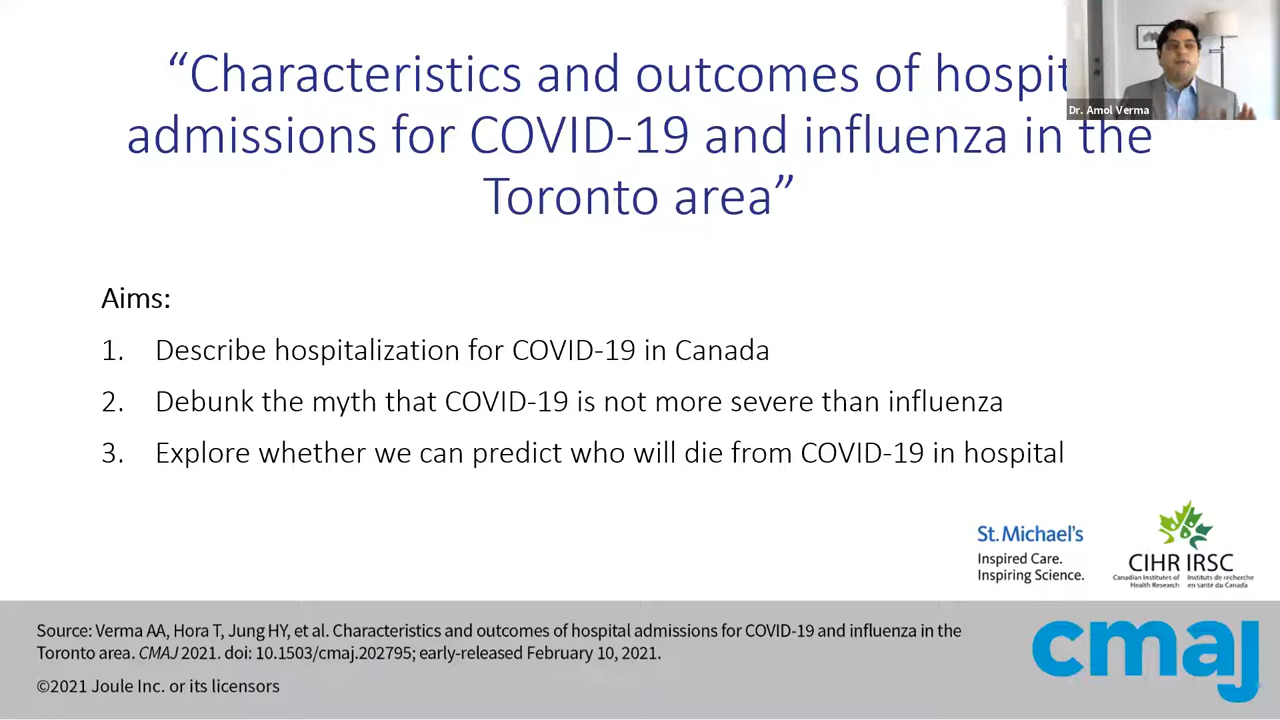 “Characteristics and outcomes of hospit
admissions for COVID-19 and influenza in the
Toronto area”
Dr. Amol Verma
Aims:
1. Describe hospitalization for COVID-19 in Canada
2. Debunk the myth that COVID-19 is not more severe than influenza
3. Explore whether we can predict who will die from COVID-19 in hospital
St. Michael's
Inspired Care.
Inspiring Science.
CIHR IRSC
Canadian Institutes of Health Research
Instituts de recherche en santé du Canada
Source: Verma AA, Hora T, Jung HY, et al. Characteristics and outcomes of hospital admissions for COVID-19 and influenza in the
Toronto area. CMAJ 2021. doi: 10.1503/cmaj.202795; early-released February 10, 2021.
©2021 Joule Inc. or its licensors
cmaj